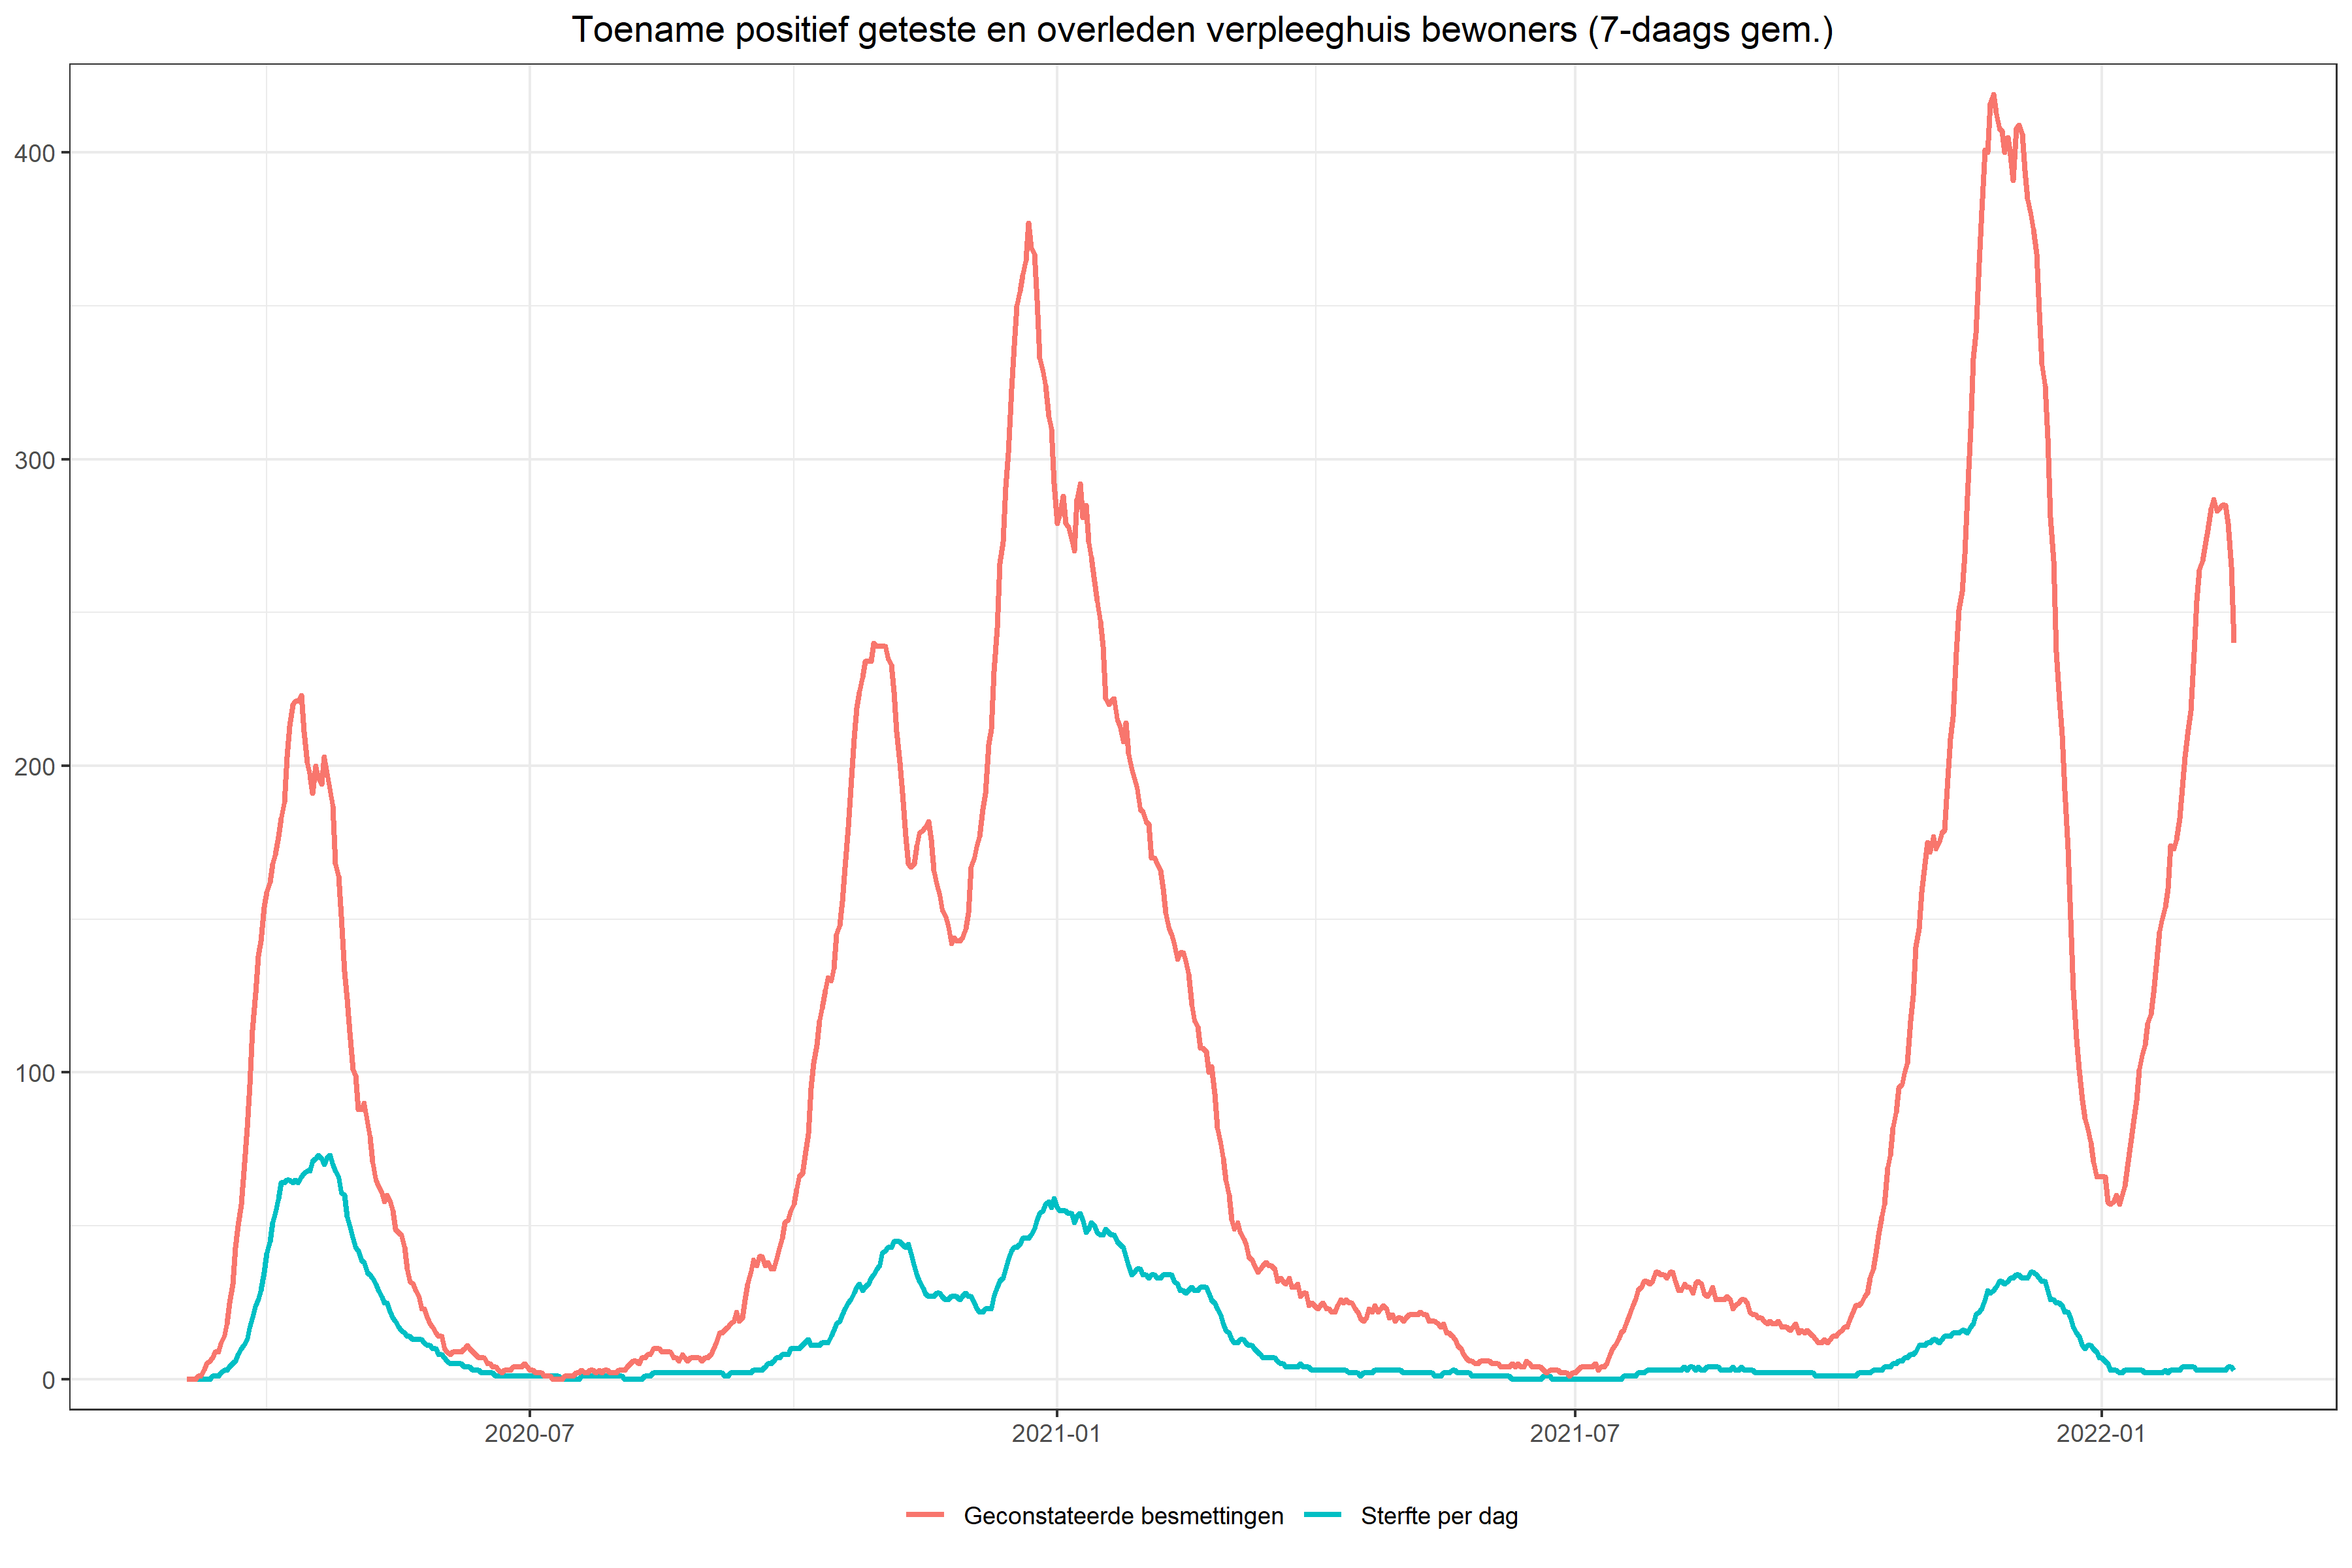 Toename positief geteste en overleden verpleeghuis bewoners (7-daags gem.)
400
300
200
100
0
2020-07 2021-01 2021-07 2022-01
Geconstateerde besmettingen Sterfte per dag